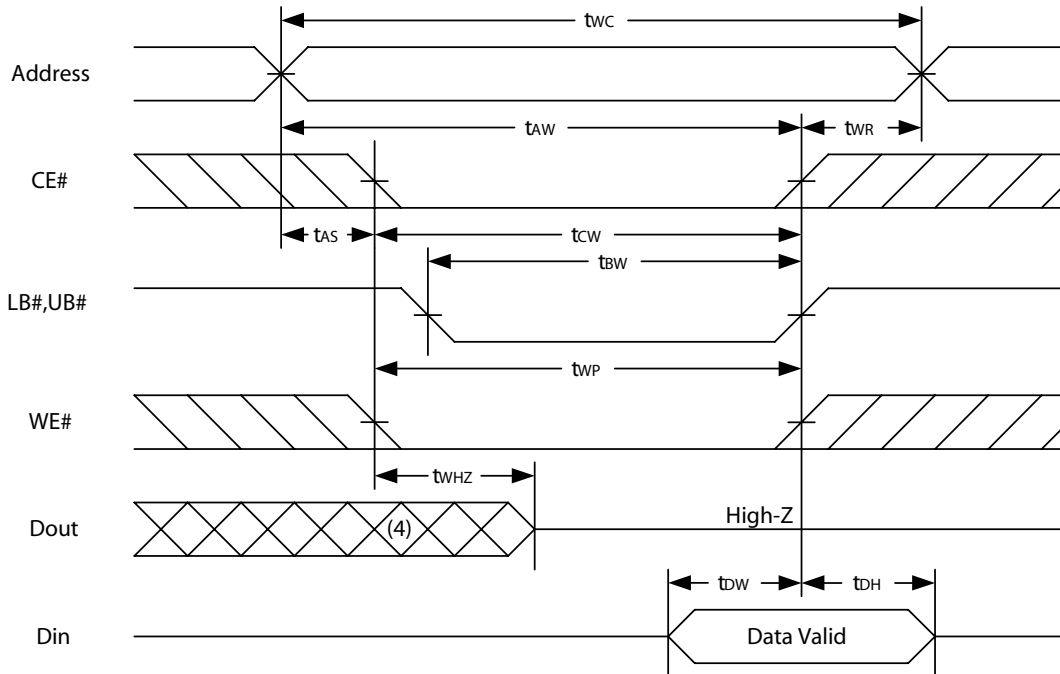 tWC
Address
tAW
tWR
CE#
tAS
tCW
tBW
LB#,UB#
tWP
WE#
tWHZ
Dout
(4)
High-Z
tDW
tDH
Din
Data Valid